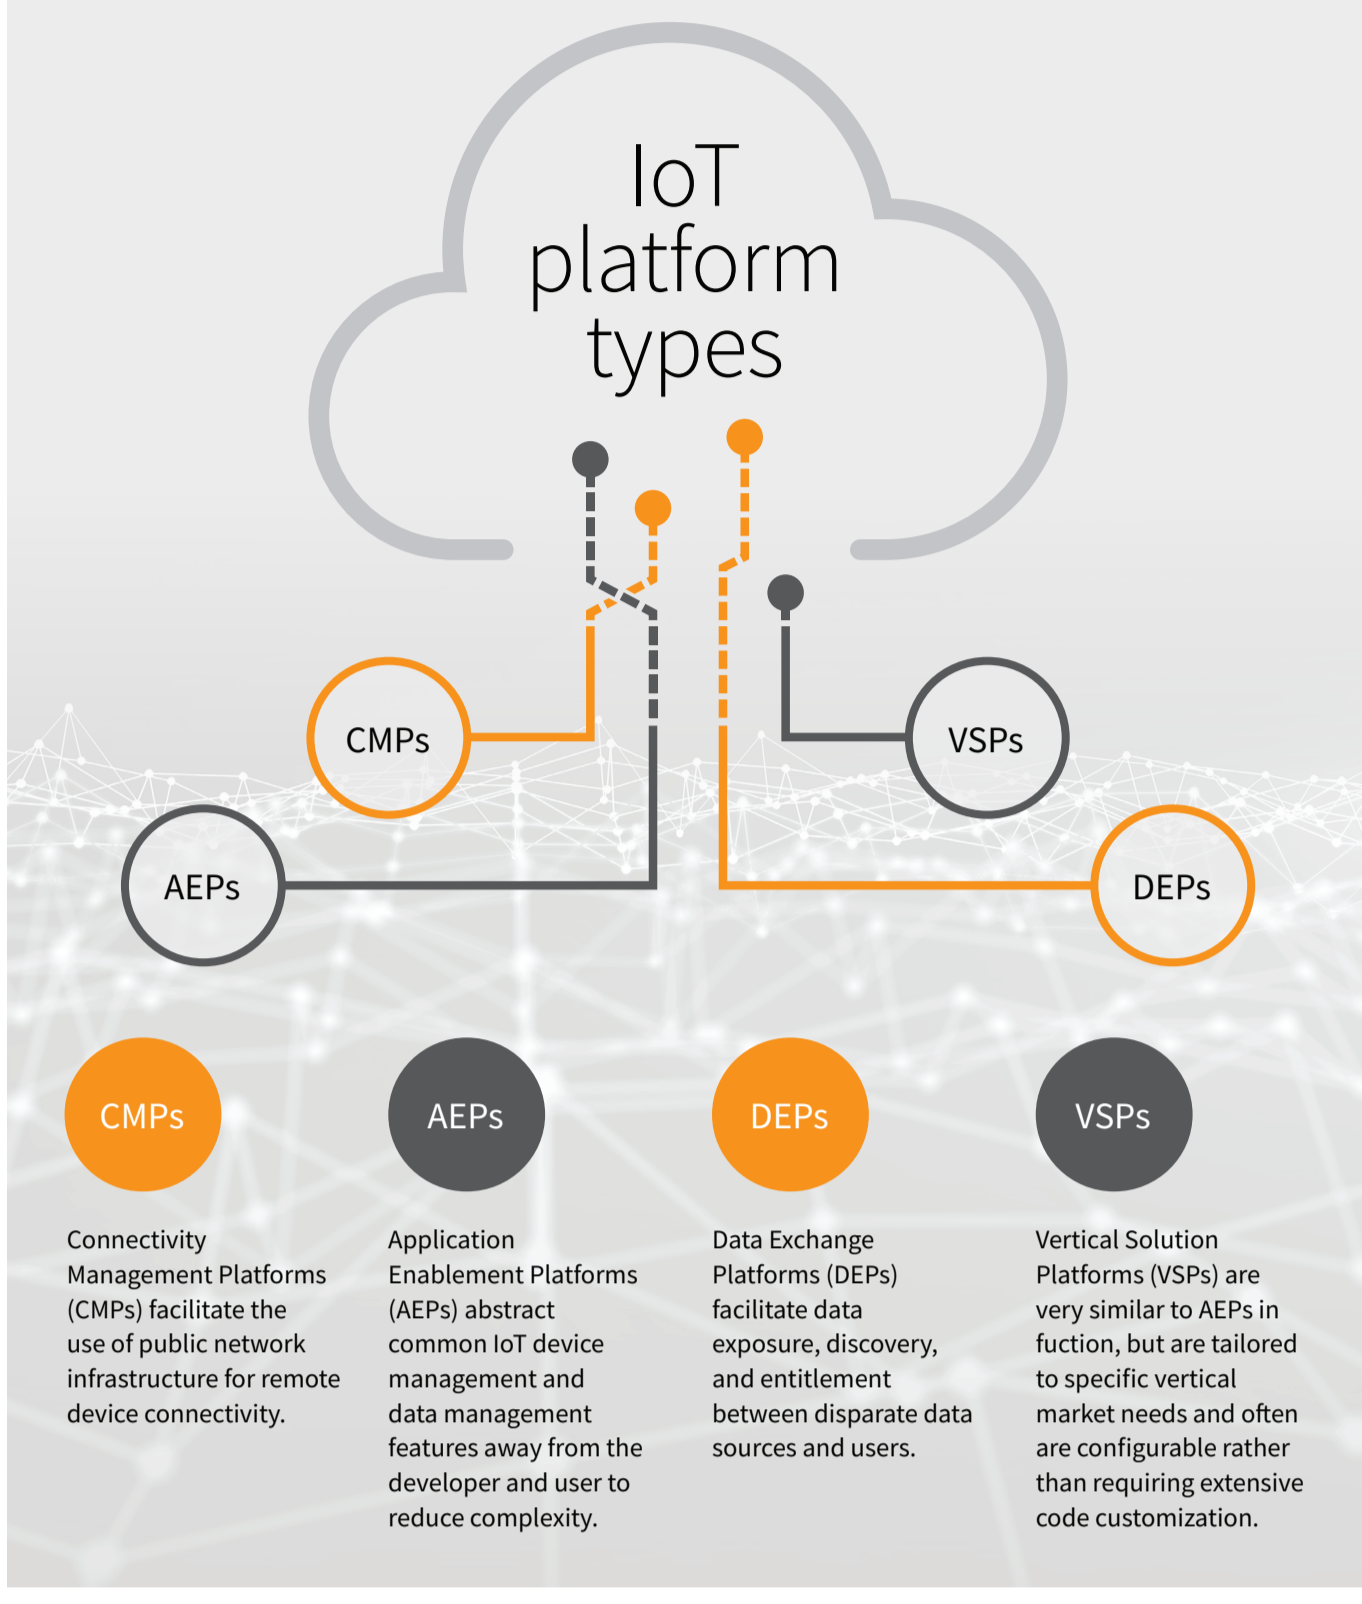 IoT
platform
types
CMPs
VSPs
AEPs
DEPs
CMPs
AEPs
DEPs
VSPs
Connectivity
Management Platforms
(CMPs) facilitate the
use of public network
infrastructure for remote
device connectivity.
Application
Enablement Platforms
(AEPs) abstract
common IoT device
management and
data management
features away from the
developer and user to
reduce complexity.
Data Exchange
Platforms (DEPs)
facilitate data
exposure, discovery,
and entitlement
between disparate data
sources and users.
Vertical Solution
Platforms (VSPs) are
very similar to AEPs in
fuction, but are tailored
to specific vertical
market needs and often
are configurable rather
than requiring extensive
code customization.